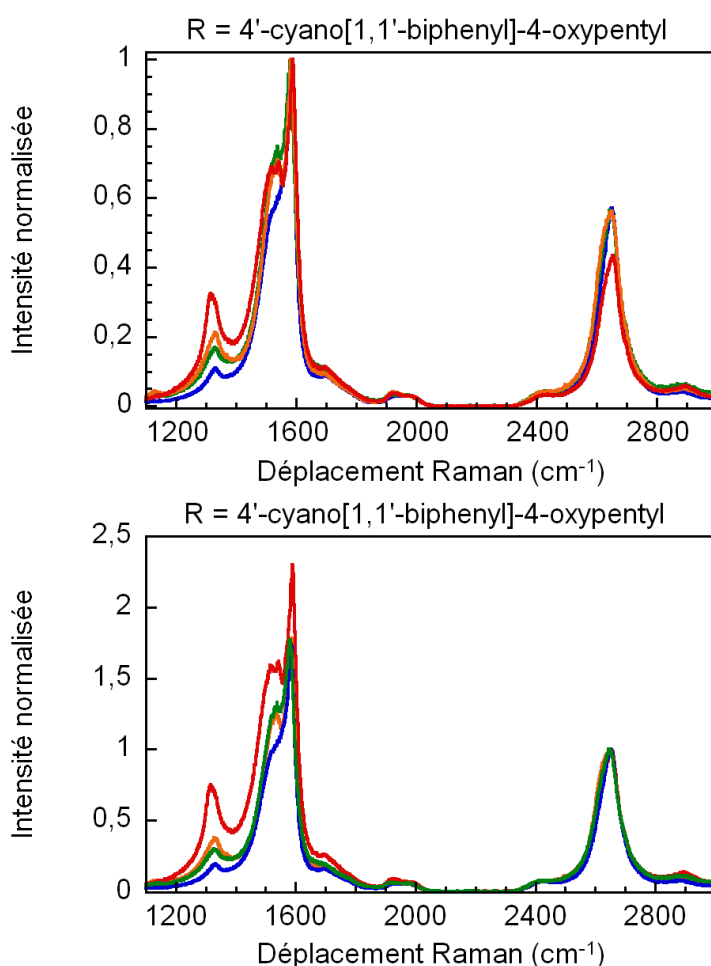 R = 4'-cyano[1,1'-biphenyl]-4-oxypentyl
1
0,8
0,6
0,4
0,2
0
Intensité normalisée
1200 1600 2000 2400 2800
Déplacement Raman (cm-1)
R = 4'-cyano[1,1'-biphenyl]-4-oxypentyl
2,5
2
1,5
1
0,5
0
Intensité normalisée
1200 1600 2000 2400 2800
Déplacement Raman (cm-1)